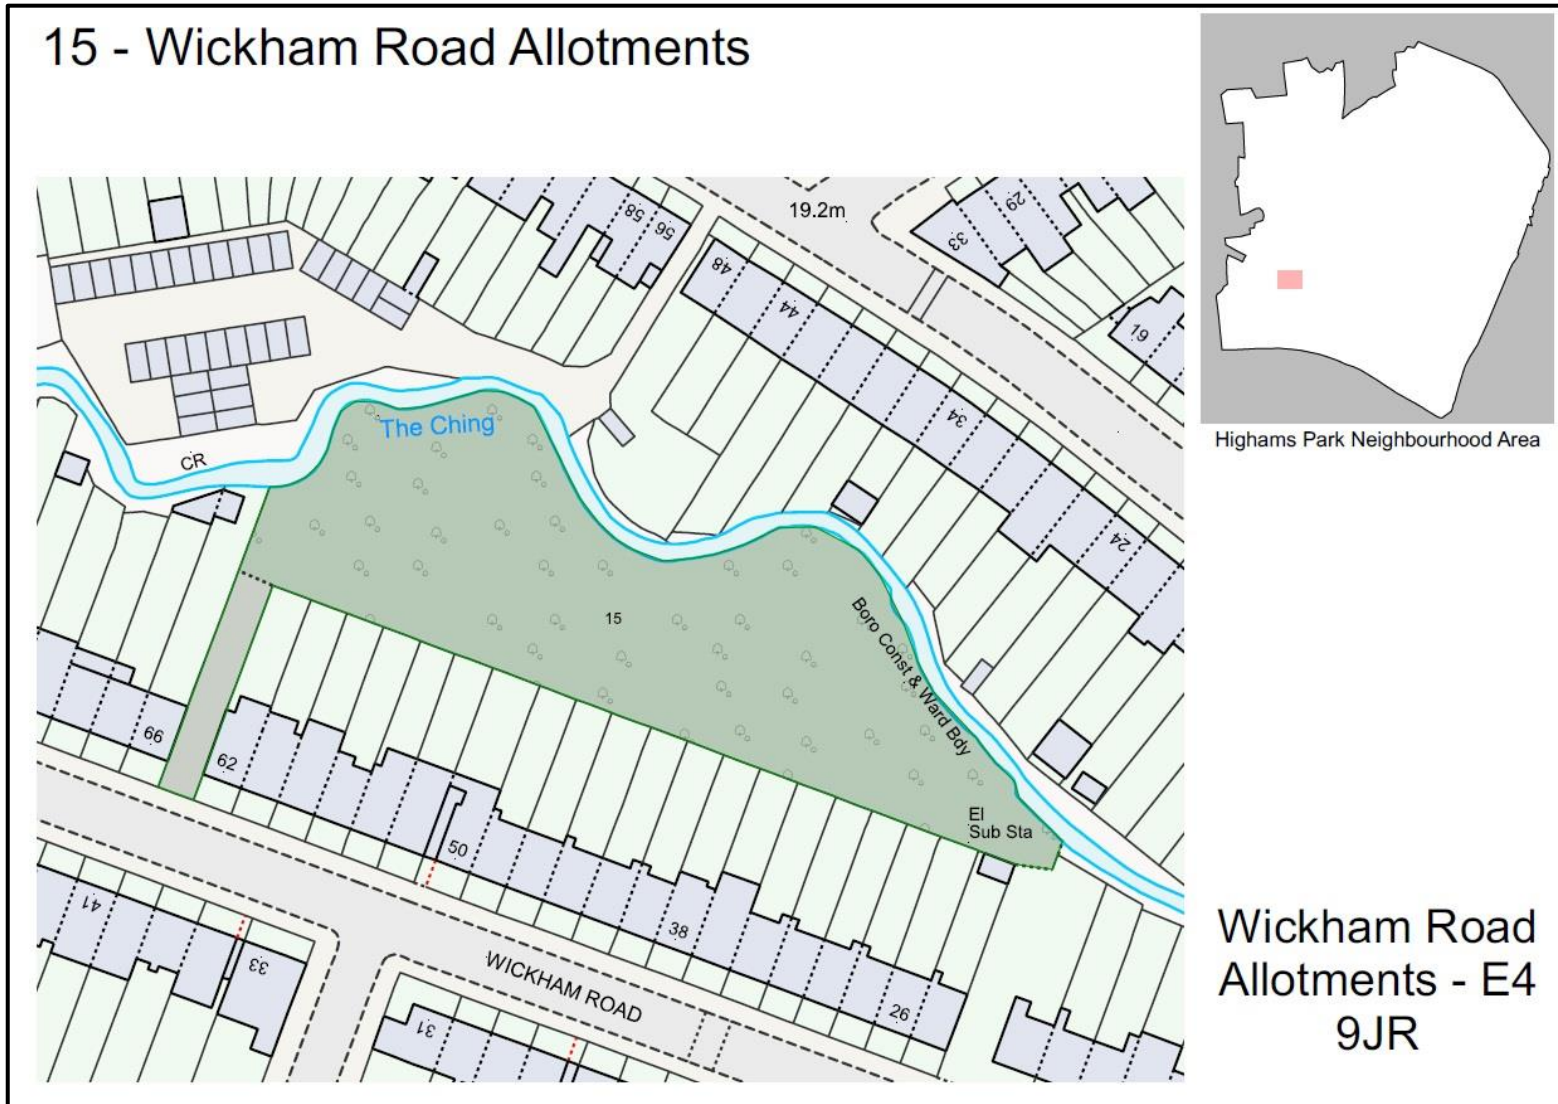 15 - Wickham Road Allotments
Highams Park Neighbourhood Area
58
56
19.2m
29
33
48
44
19
The Ching
34
CR
24
15
Boro Const & Ward Bdy
66
62
El
Sub Sta
50
41
38
33
WICKHAM ROAD
26
31
Wickham Road
Allotments - E4
9JR